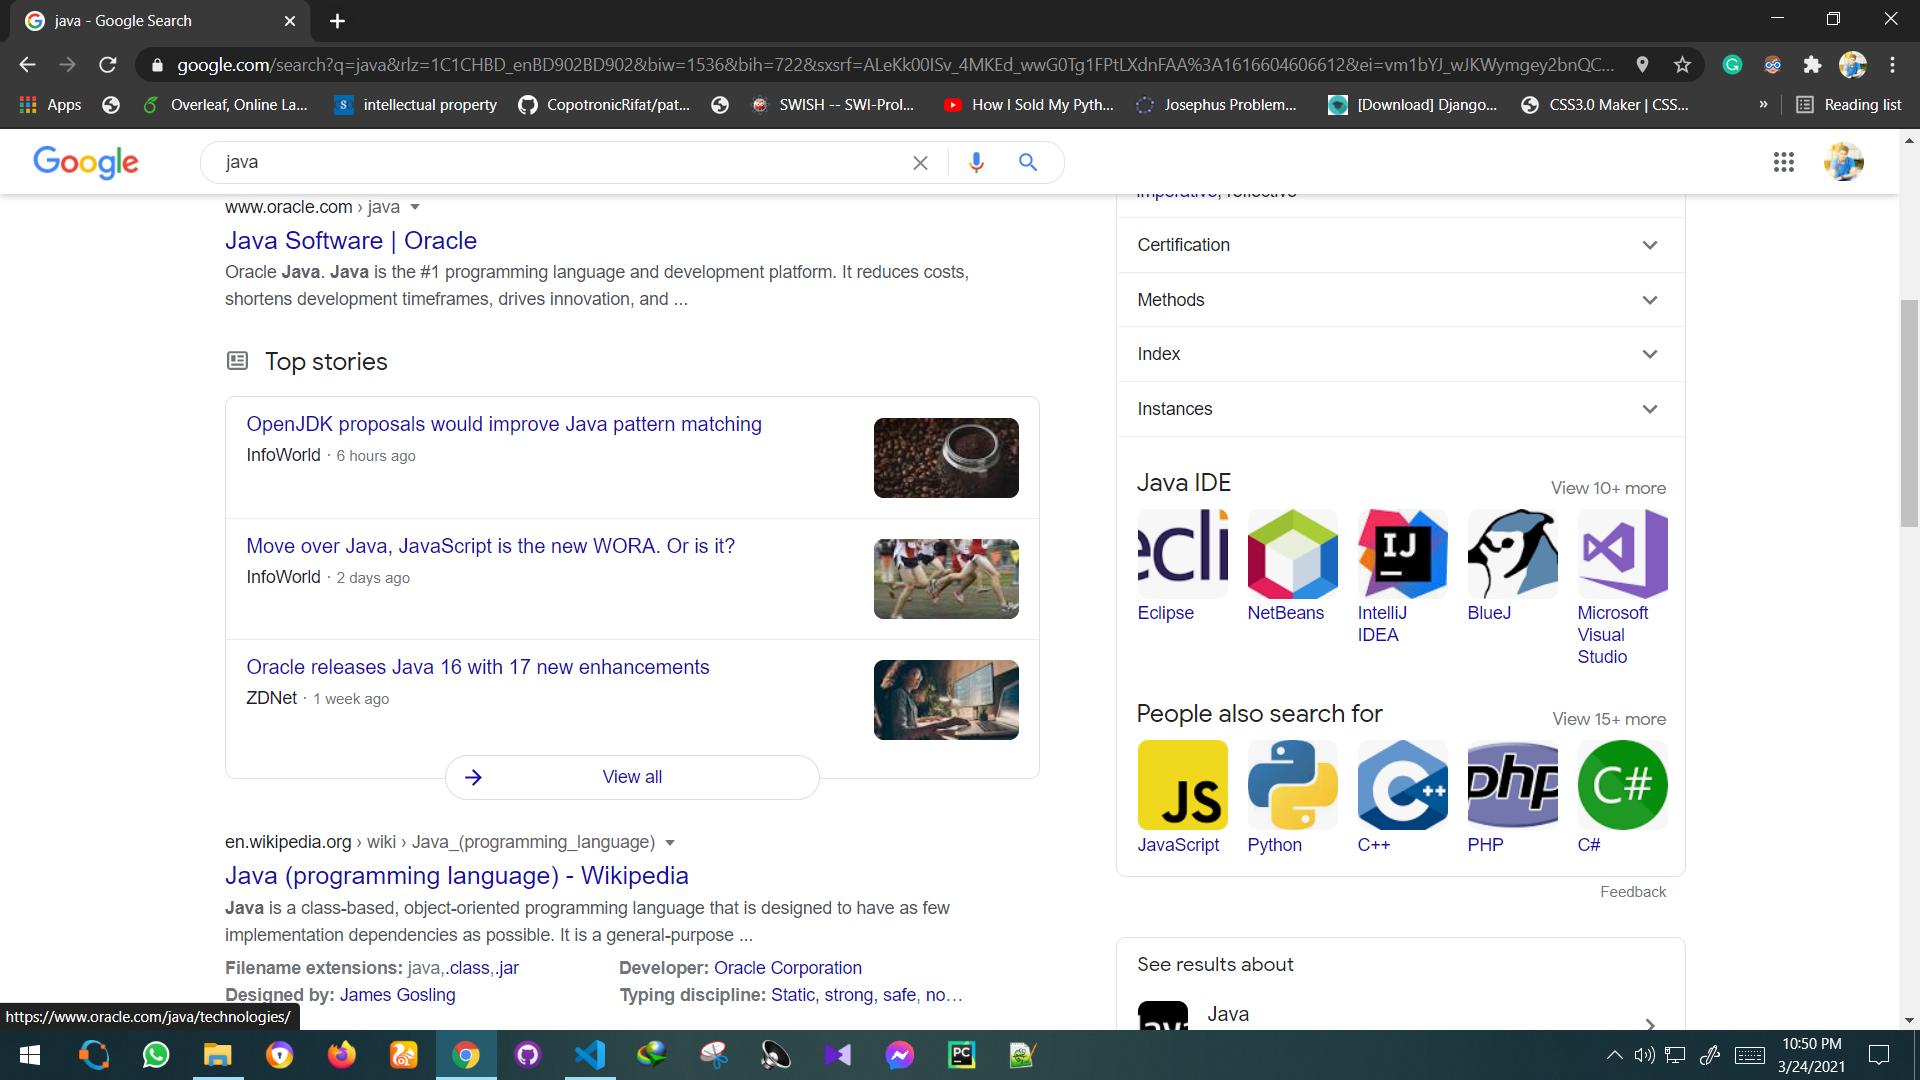 java - Google Search
google.com/search?q=java&rlz=1C1CHBD_enBD902BD902&biw=1536&bih=722&sxsrf=ALeKk00ISv_4MKEd_wwG0Tg1FPtLXdnFAA%3A1616604606612&ei=vm1bYJ_wJKWymgey2bnQC...
Apps
Overleaf, Online La...
intellectual property
CopotronicRifat/pat...
SWISH -- SWI-Prol...
How I Sold My Pyth...
Josephus Problem...
[Download] Django...
CSS3.0 Maker | CSS...
»
Reading list
Google
java
www.oracle.com › java
Java Software | Oracle
Oracle Java. Java is the #1 programming language and development platform. It reduces costs,
shortens development timeframes, drives innovation, and ...
Top stories
OpenJDK proposals would improve Java pattern matching
InfoWorld · 6 hours ago
Move over Java, JavaScript is the new WORA. Or is it?
InfoWorld · 2 days ago
Oracle releases Java 16 with 17 new enhancements
ZDNet · 1 week ago
View all
en.wikipedia.org › wiki › Java_(programming_language)
Java (programming language) - Wikipedia
Java is a class-based, object-oriented programming language that is designed to have as few
implementation dependencies as possible. It is a general-purpose ...
Filename extensions: java,.class,.jar
Developer: Oracle Corporation
Designed by: James Gosling
Typing discipline: Static, strong, safe, no...
https://www.oracle.com/java/technologies/
imperative, reflective
Certification
Methods
Index
Instances
Java IDE
View 10+ more
ecli
IJ
Eclipse
NetBeans
IntelliJ
IDEA
BlueJ
Microsoft
Visual
Studio
People also search for
View 15+ more
JS
C++
php
C#
JavaScript
Python
C++
PHP
C#
Feedback
See results about
Java
PC
10:50 PM
3/24/2021